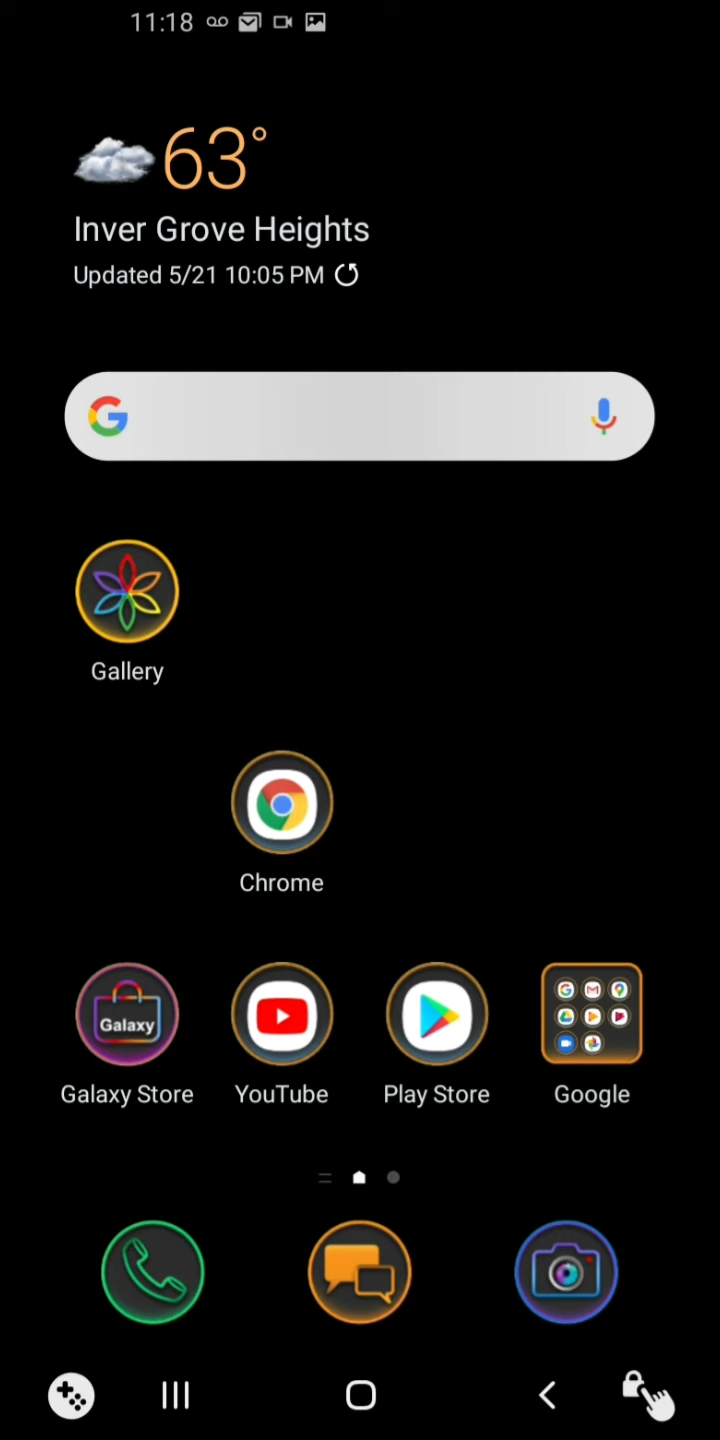 11:18
63°
Inver Grove Heights
Updated 5/21 10:05 PM
Gallery
Chrome
Galaxy
Galaxy Store
YouTube
Play Store
Google